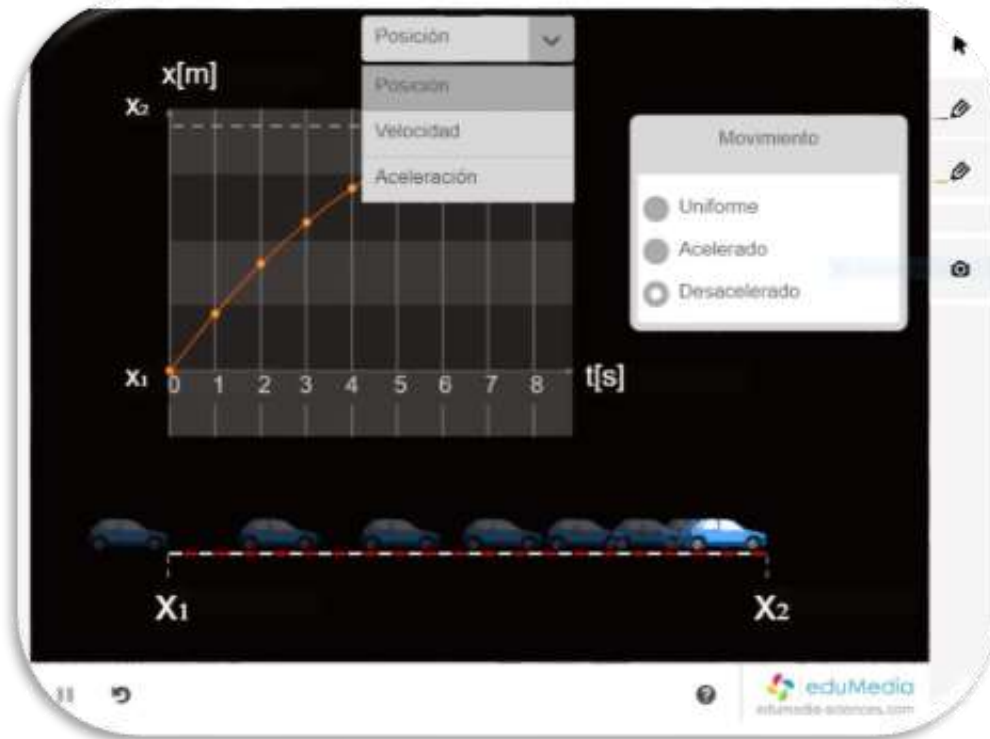 Posición
x[m]
Posición
X₂
Velocidad
Movimiento
Aceleración
Uniforme
Acelerado
Desacelerado
X₁ 0 1 2 3 4 5 6 7 8 t[s]
X₁ X₂
eduMedia
edumedia-sciences.com